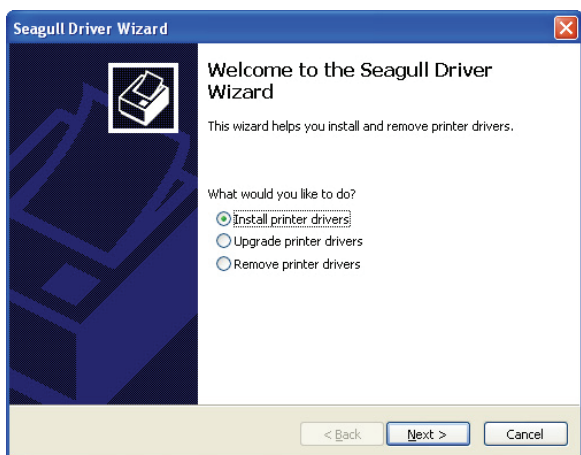 Seagull Driver Wizard
Welcome to the Seagull Driver
Wizard
This wizard helps you install and remove printer drivers.
What would you like to do?
Install printer drivers
Upgrade printer drivers
Remove printer drivers
< Back
Next >
Cancel